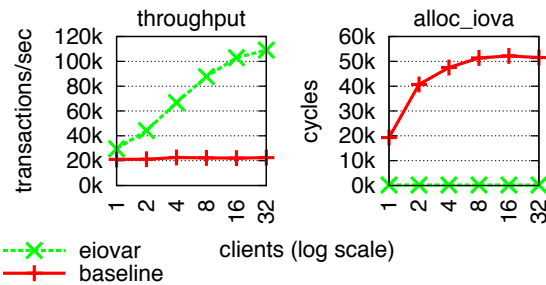 throughput
transactions/sec
120k
100k
80k
60k
40k
20k
0k
1 2 4 8 16 32
alloc_iova
cycles
60k
50k
40k
30k
20k
10k
0k
1 2 4 8 16 32
clients (log scale)
eiovar
baseline